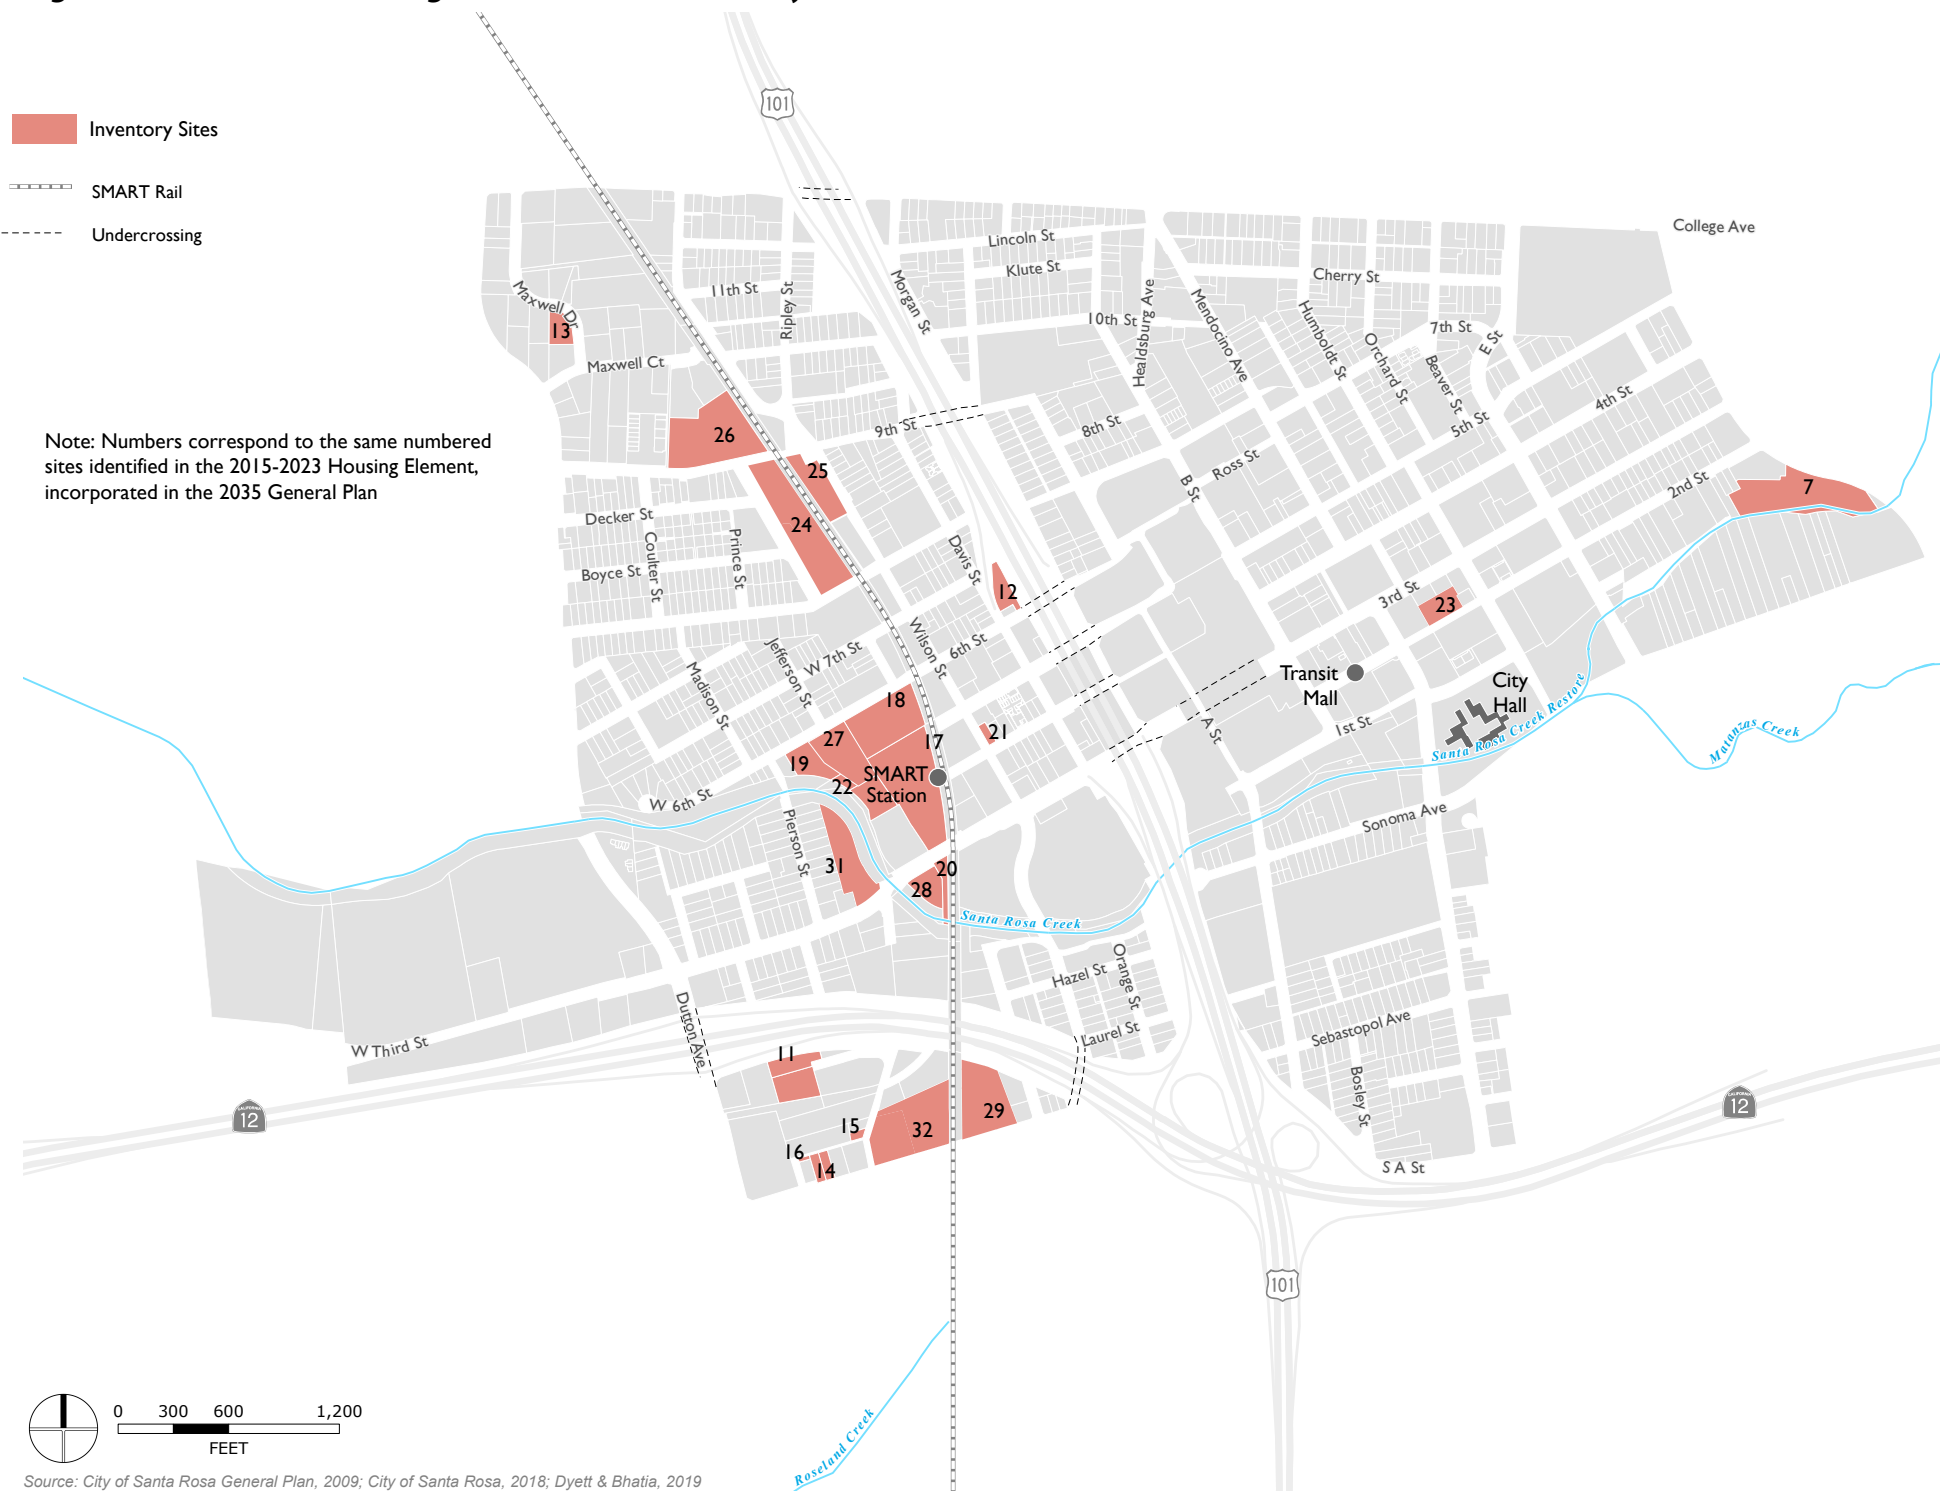 101
Inventory Sites
SMART Rail
Undercrossing
College Ave
Lincoln St
Klute St
Cherry St
11th St
Ripley St
Morgan St
Maxwell Dr
13
10th St
Healdsburg Ave
Mendocino Ave
Humboldt St
Orchard St
7th St
E St
Beaver St
Maxwell Ct
4th St
5th St
9th St
8th St
26
25
24
Ross St
B St
2nd St
7
Note: Numbers correspond to the same numbered
sites identified in the 2015-2023 Housing Element,
incorporated in the 2035 General Plan
Decker St
Coulter St
Prince St
Boyce St
Davis St
12
3rd St
23
Wilson St
6th St
W 7th St
Jefferson St
Madison St
Transit
Mall
City
Hall
1st St
A St
Santa Rosa Creek Restore
Matanzas Creek
18
27
17
21
19
22
SMART
Station
W 6th St
Pierson St
Sonoma Ave
31
20
28
Santa Rosa Creek
Hazel St
Orange St
Laurel St
Sebastopol Ave
Bosley St
Dutton Ave
W Third St
11
15
16
14
32
29
CALIFORNIA
12
CALIFORNIA
12
S A St
101
Roseland Creek
0 300 600 1,200
FEET
Source: City of Santa Rosa General Plan, 2009; City of Santa Rosa, 2018; Dyett & Bhatia, 2019